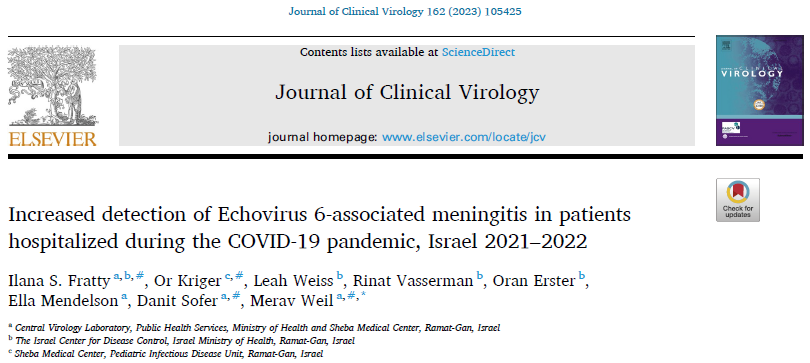 Journal of Clinical Virology 162 (2023) 105425
Contents lists available at ScienceDirect
Journal of Clinical Virology
journal homepage: www.elsevier.com/locate/jcv
ELSEVIER
VIROLOGY
Check for
updates
Increased detection of Echovirus 6-associated meningitis in patients
hospitalized during the COVID-19 pandemic, Israel 2021–2022
Ilana S. Fratty a,b,#, Or Kriger c,#, Leah Weiss b, Rinat Vasserman b, Oran Erster b,
Ella Mendelson a, Danit Sofer a,#, Merav Weil a,#,*
a Central Virology Laboratory, Public Health Services, Ministry of Health and Sheba Medical Center, Ramat-Gan, Israel
b The Israel Center for Disease Control, Israel Ministry of Health, Ramat-Gan, Israel
c Sheba Medical Center, Pediatric Infectious Disease Unit, Ramat-Gan, Israel